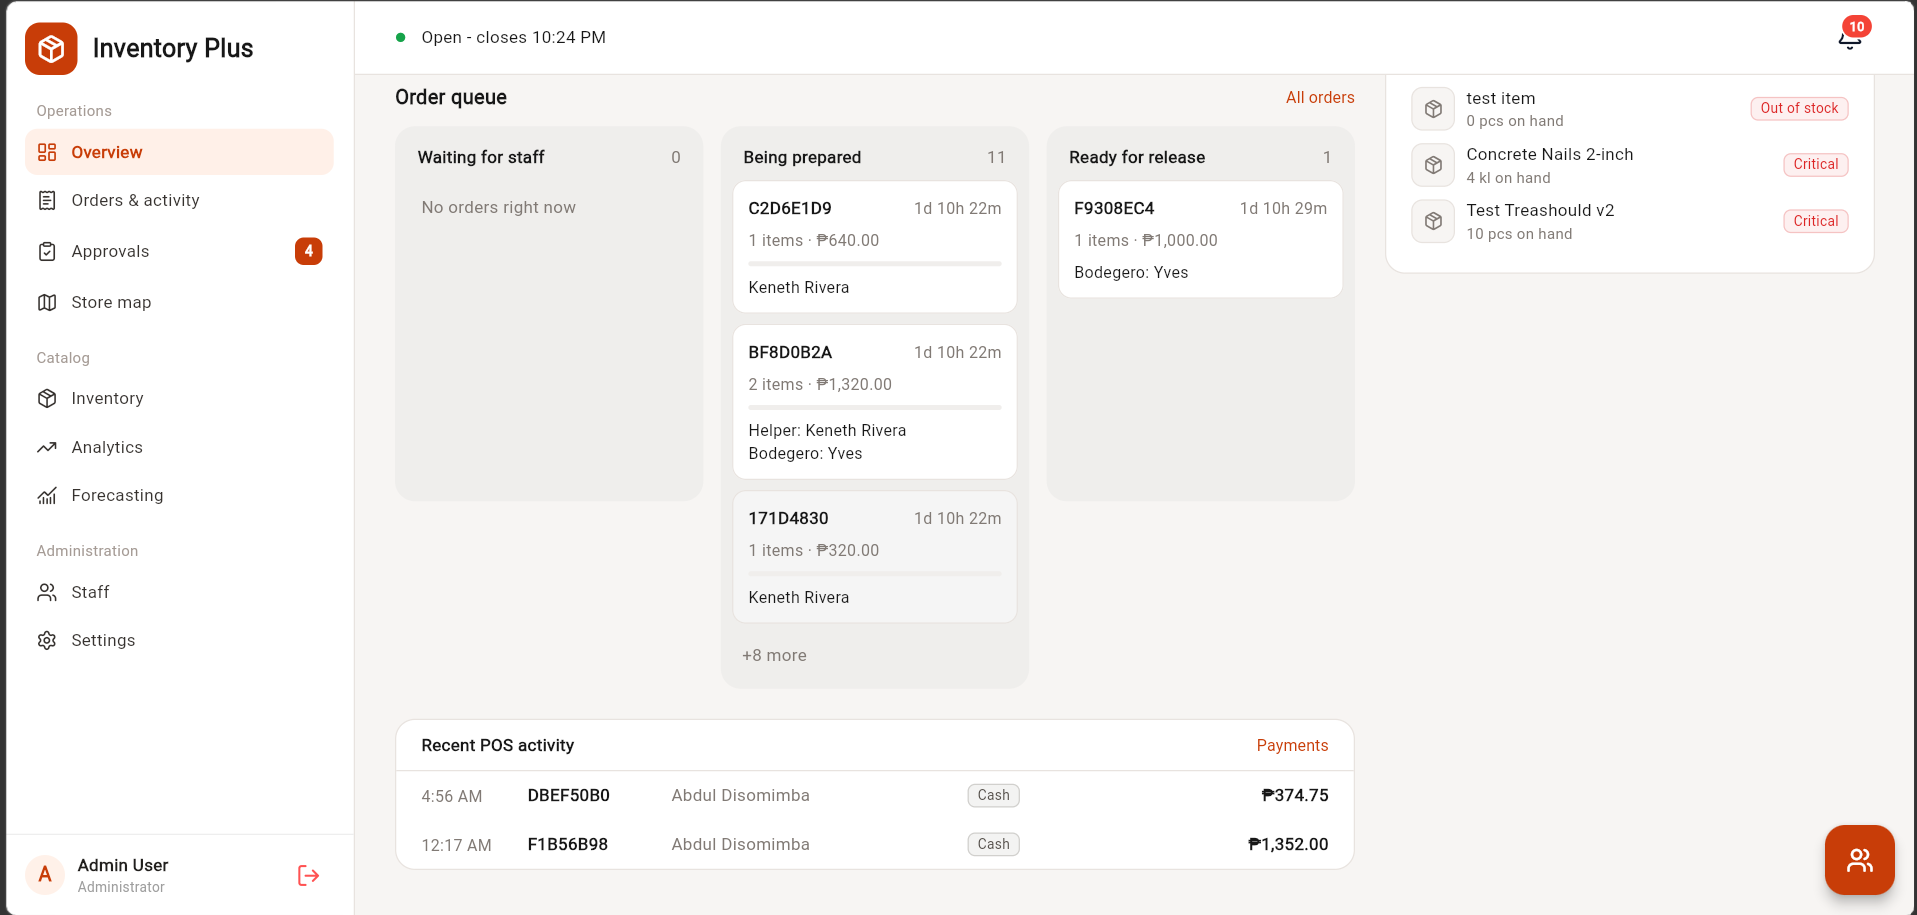 Inventory Plus
Operations
Overview
Orders & activity
Approvals 4
Store map
Catalog
Inventory
Analytics
Forecasting
Administration
Staff
Settings
A
Admin User
Administrator
Open - closes 10:24 PM
10
Order queue
All orders
Waiting for staff 0
No orders right now
Being prepared 11
C2D6E1D9 1d 10h 22m
1 items · ₱640.00
Keneth Rivera
BF8D0B2A 1d 10h 22m
2 items · ₱1,320.00
Helper: Keneth Rivera
Bodegero: Yves
171D4830 1d 10h 22m
1 items · ₱320.00
Keneth Rivera
+8 more
Ready for release 1
F9308EC4 1d 10h 29m
1 items · ₱1,000.00
Bodegero: Yves
test item
0 pcs on hand
Out of stock
Concrete Nails 2-inch
4 kl on hand
Critical
Test Treashould v2
10 pcs on hand
Critical
Recent POS activity Payments
4:56 AM DBEF50B0 Abdul Disomimba Cash ₱374.75
12:17 AM F1B56B98 Abdul Disomimba Cash ₱1,352.00